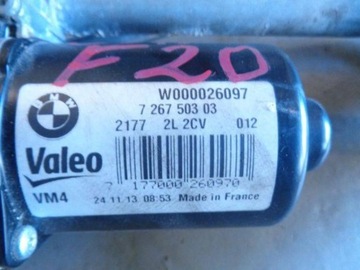 F20
BMW
W000026097
7 267 503 03
2177 2L 2CV 012
Valeo
7 177000 260970
VM4
24.11.13 08:53 Made in France